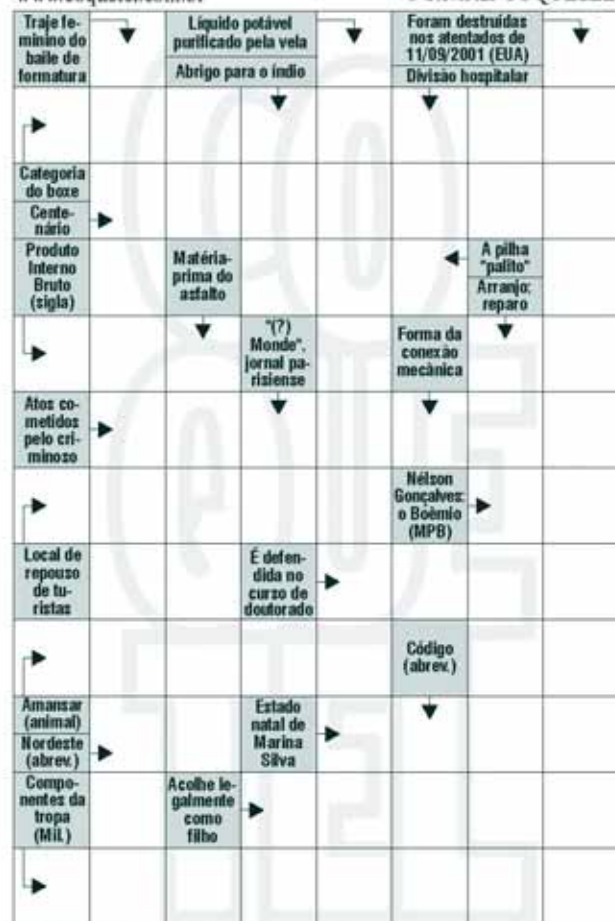 Traje fe-
minino do
baile de
formatura
Líquido potável
purificado pela vela
Abrigo para o índio
Foram destruídas
nos atentados de
11/09/2001 (EUA)
Divisão hospitalar
Categoria
do boxe
Cente-
nário
Produto
Interno
Bruto
(sigla)
Matéria-
prima do
asfalto
A pilha
"palito"
Arranjo;
reparo
"(?)
Monde",
jornal pa-
risiense
Forma da
conexão
mecânica
Atos co-
metidos
pelo cri-
minoso
Nélson
Gonçalves:
o Boêmio
(MPB)
Local de
repouso
de tu-
ristas
É defen-
dida no
curso de
doutorado
Código
(abrev.)
Amansar
(animal)
Nordeste
(abrev.)
Estado
natal de
Marina
Silva
Compo-
nentes da
tropa
(Mil.)
Acolhe le-
galmente
como
filho